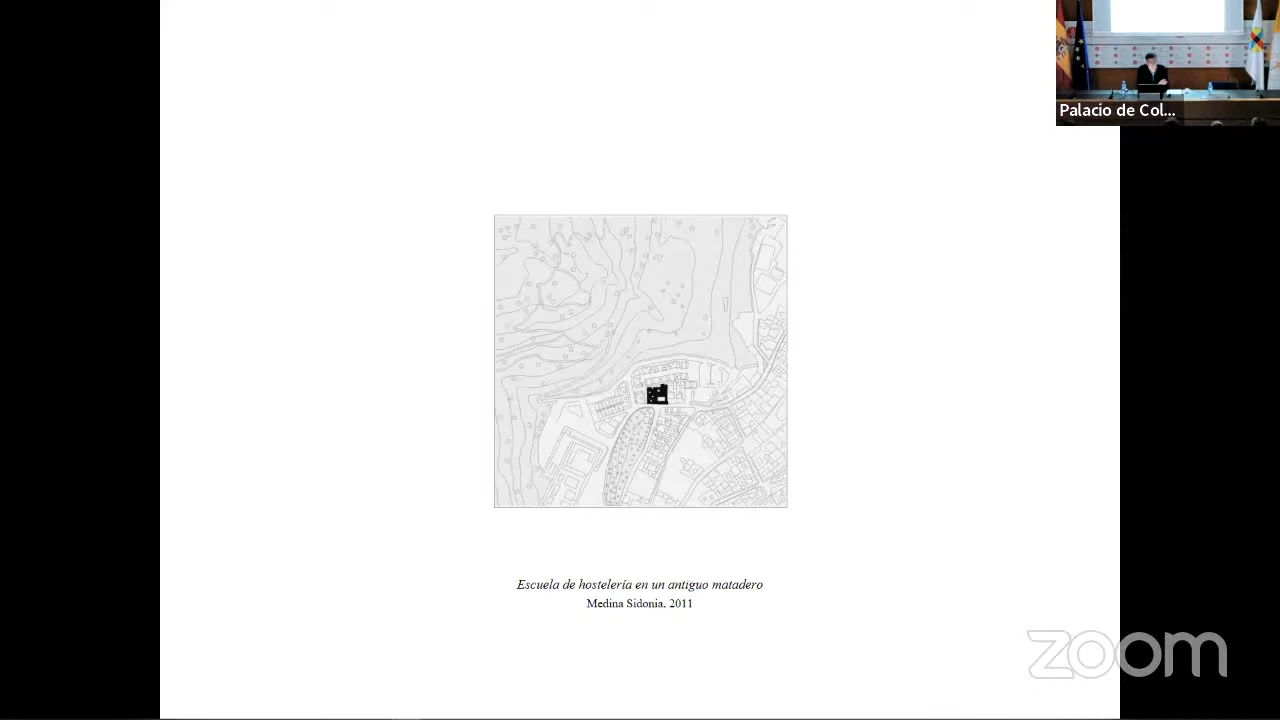 Palacio de Col...
Escuela de hostelería en un antiguo matadero
Medina Sidonia, 2011
zoom